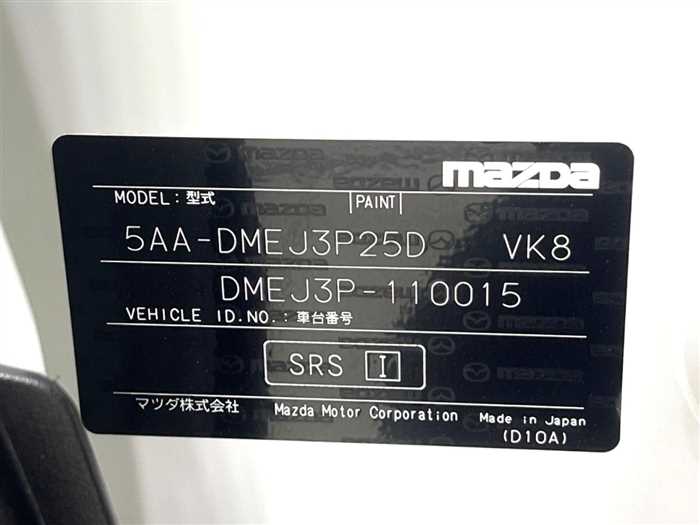 mazda
MODEL:型式 |PAINT|
5AA-DMEJ3P25D VK8
DMEJ3P-110015
VEHICLE ID.NO.:車台番号
SRS I
マツダ株式会社 Mazda Motor Corporation Made in Japan
(D10A)